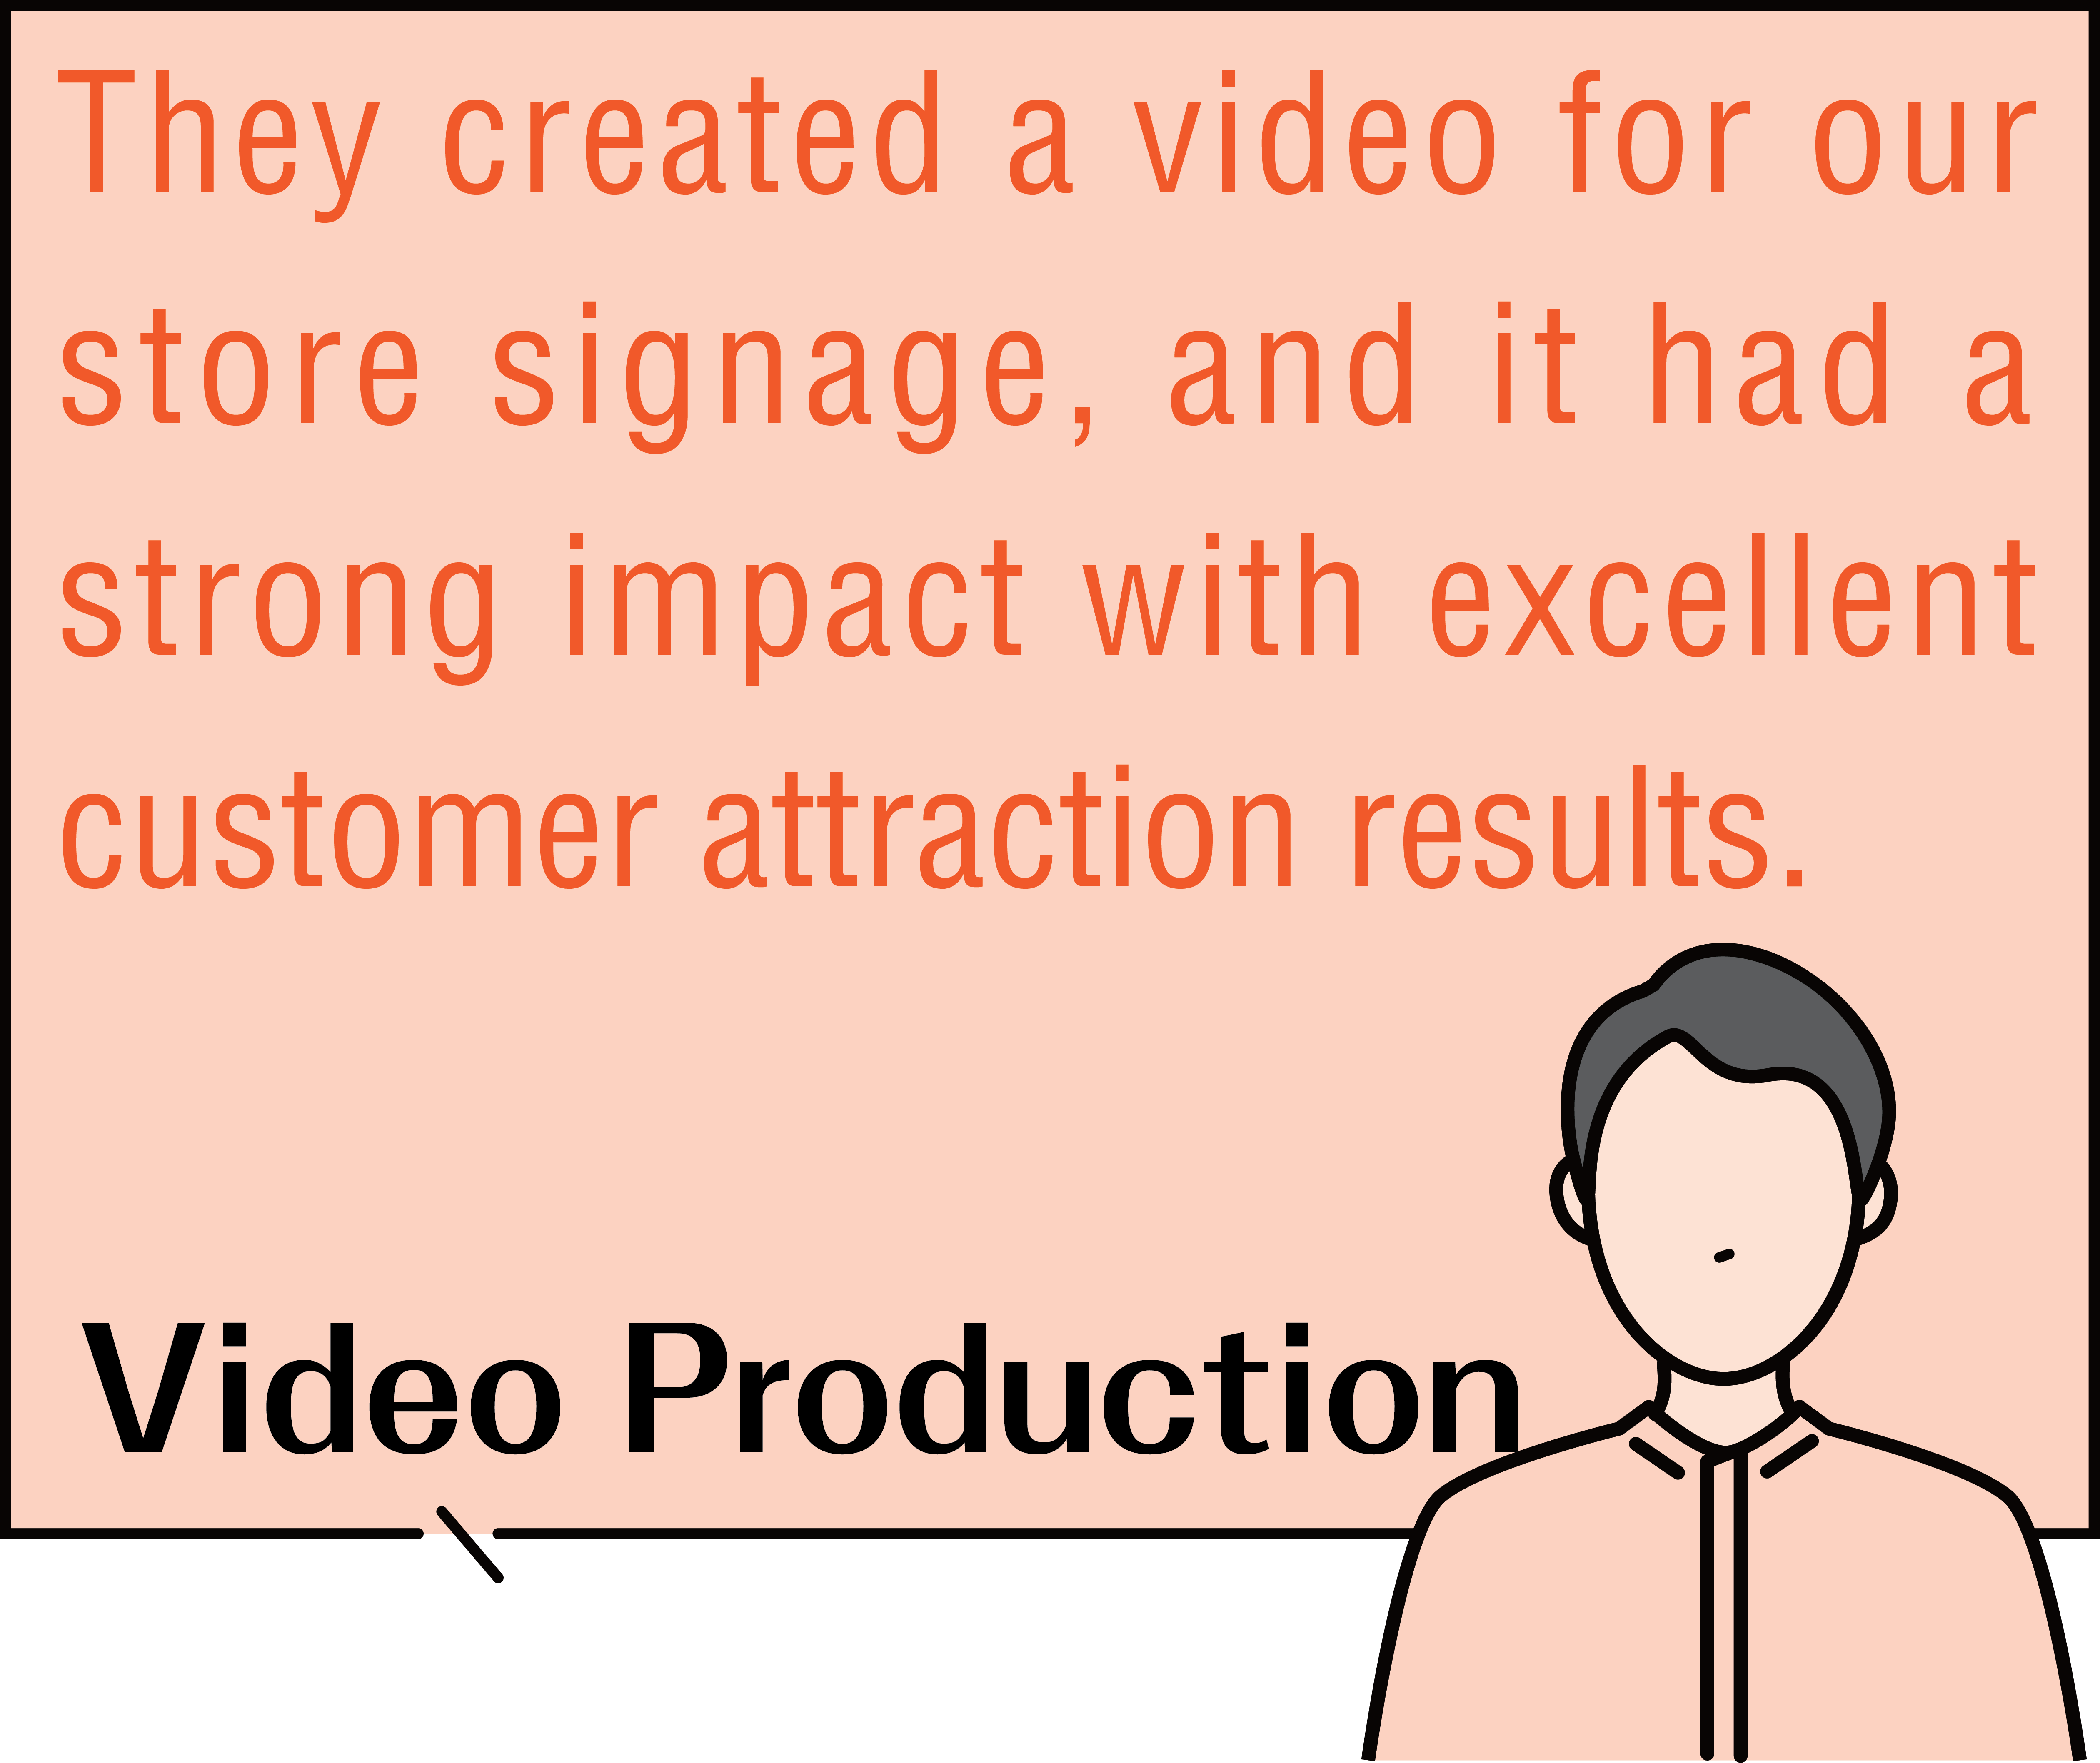 They created a video for our
store signage, and it had a
strong impact with excellent
customer attraction results.
Video Production